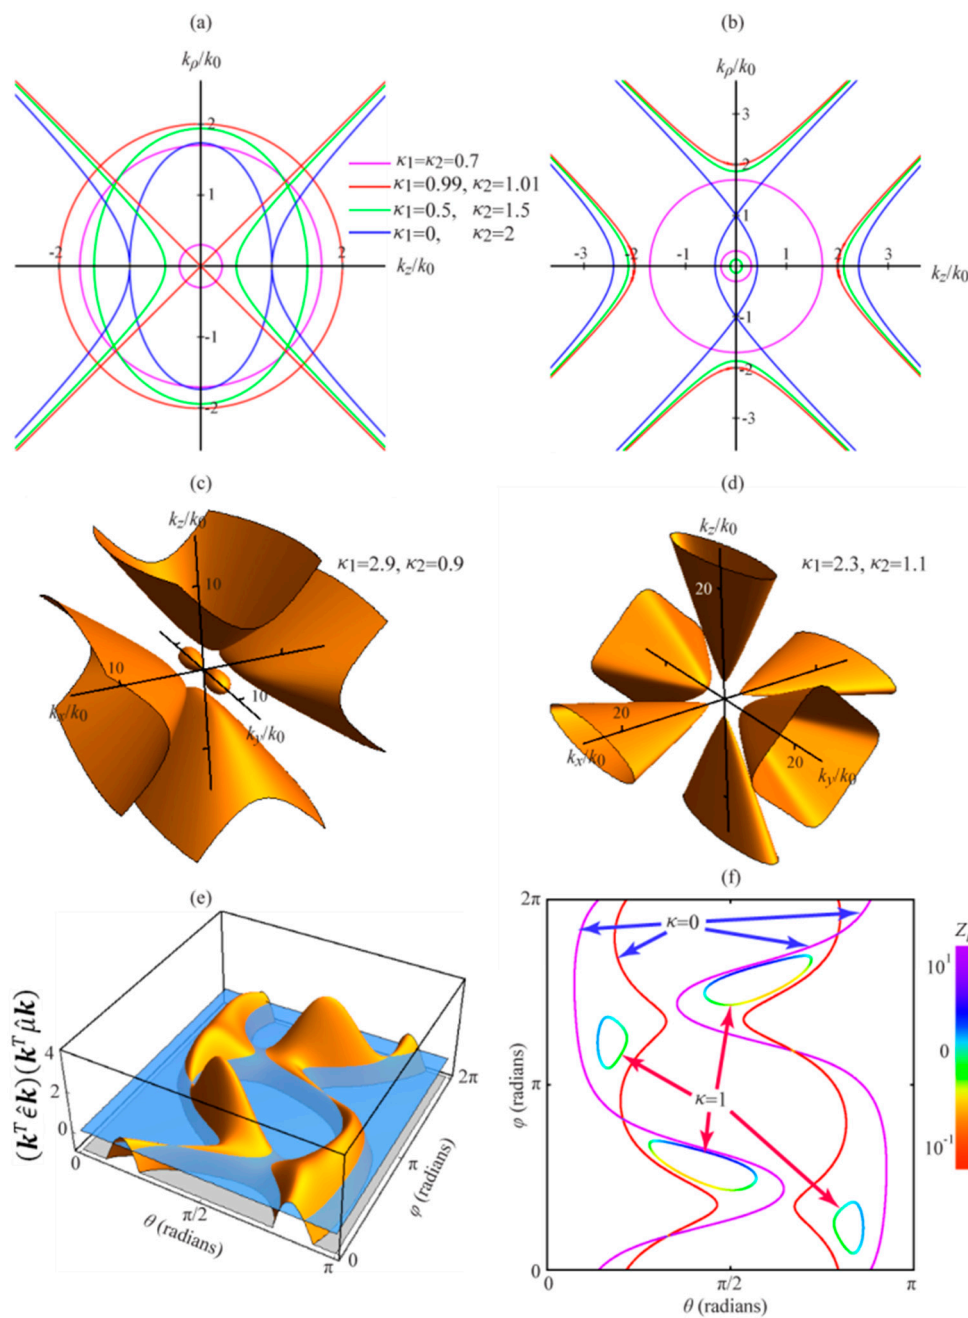 (a)
(b)
kρ/k0
kρ/k0
2
1
-2
2
kz/k0
-1
-2
κ1=κ2=0.7
κ1=0.99, κ2=1.01
κ1=0.5, κ2=1.5
κ1=0, κ2=2
3
2
1
-3
-2
-1
1
2
3
kz/k0
-1
-2
-3
(c)
(d)
kz/k0
κ1=2.9, κ2=0.9
10
10
kx/k0
10
ky/k0
kz/k0
κ1=2.3, κ2=1.1
20
20
kx/k0
20
ky/k0
(e)
(f)
(kᵀε̂k)(kᵀμ̂k)
4
2
0
0
π/2
π
θ (radians)
0
π
2π
φ (radians)
2π
π
0
φ (radians)
κ=0
κ=1
0
π/2
π
θ (radians)
10¹
0
10⁻¹